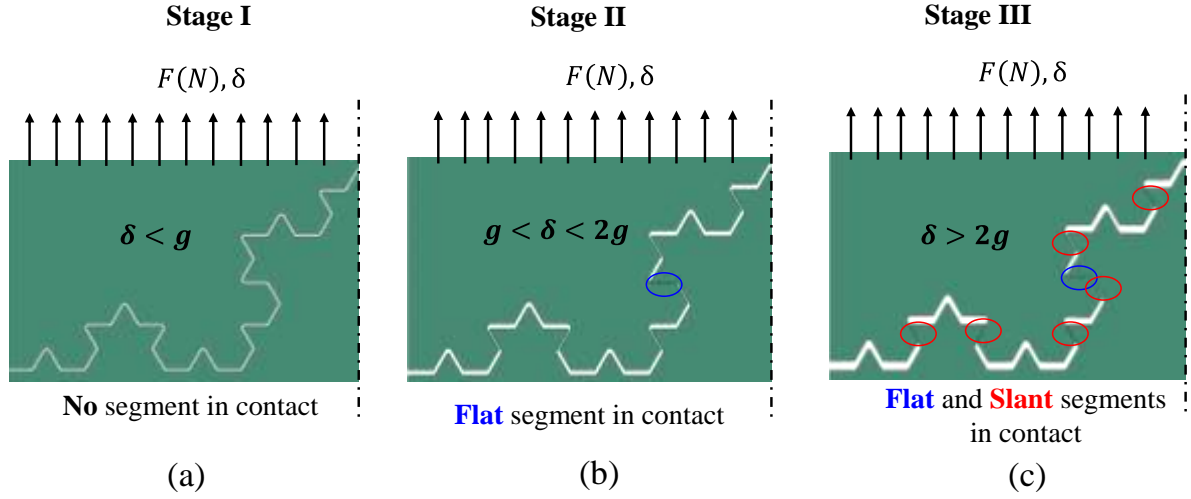 Stage I
F(N), δ
δ < g
No segment in contact
(a)
Stage II
F(N), δ
g < δ < 2g
Flat segment in contact
(b)
Stage III
F(N), δ
δ > 2g
Flat and Slant segments
in contact
(c)